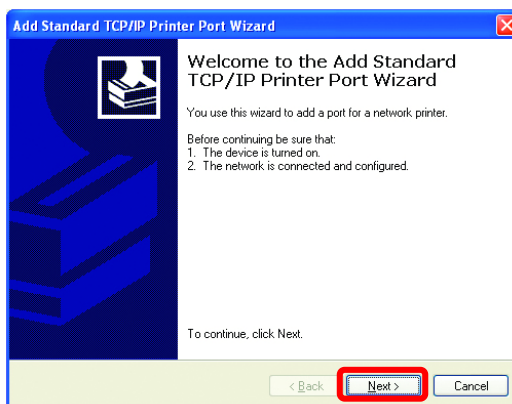 Add Standard TCP/IP Printer Port Wizard
Welcome to the Add Standard
TCP/IP Printer Port Wizard
You use this wizard to add a port for a network printer.
Before continuing be sure that:
1. The device is turned on.
2. The network is connected and configured.
To continue, click Next.
< Back Next > Cancel